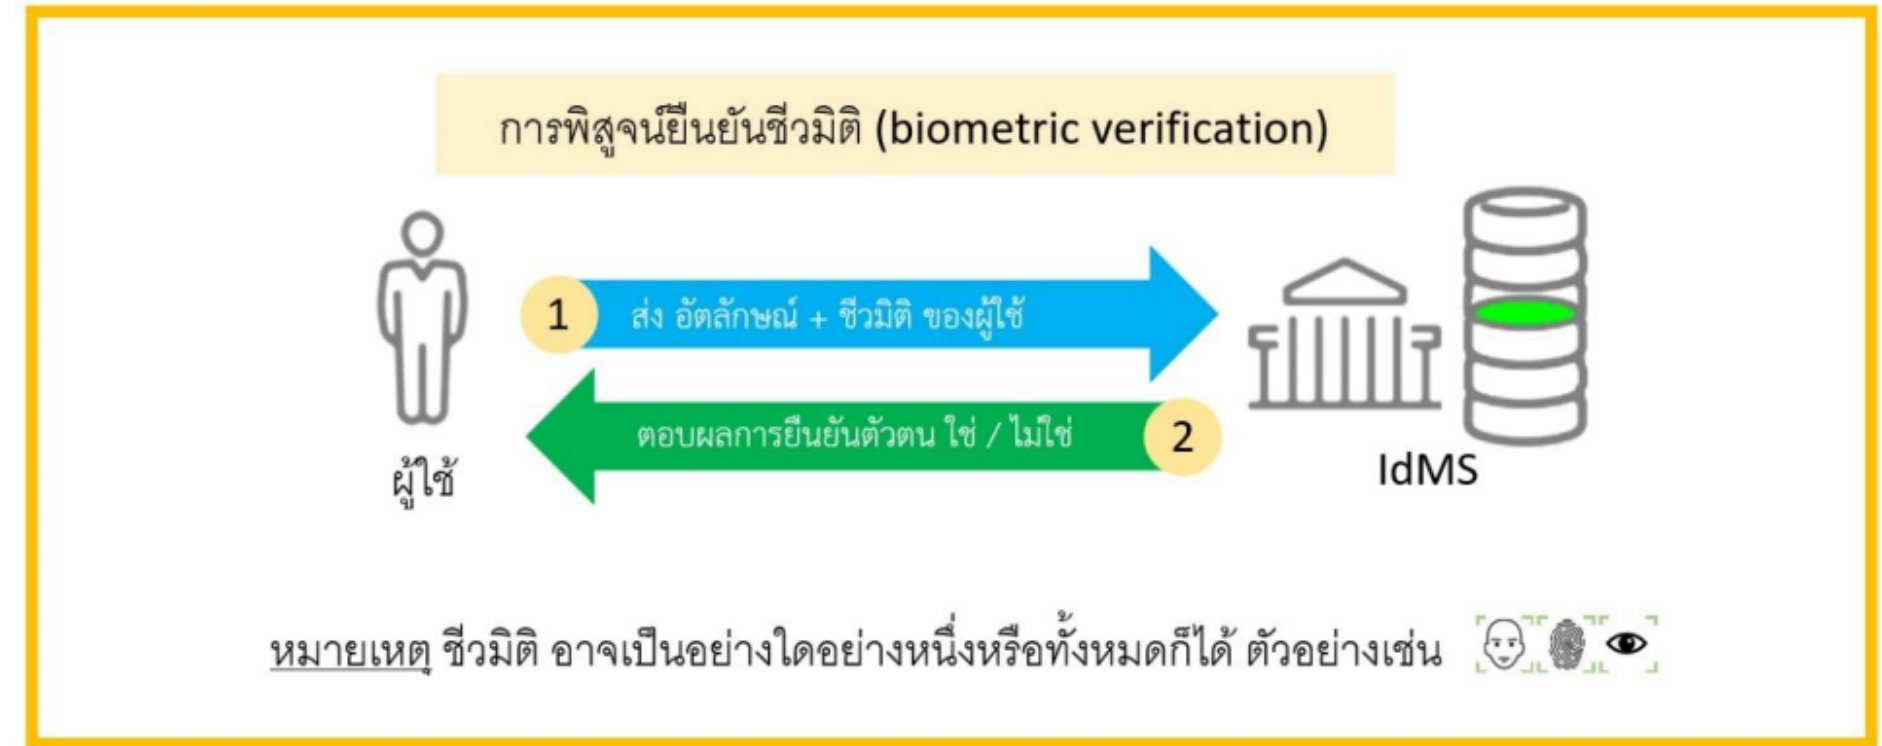 การพิสูจน์ยืนยันชีวมิติ (biometric verification)
1 ส่ง อัตลักษณ์ + ชีวมิติ ของผู้ใช้
ตอบผลการยืนยันตัวตน ใช่ / ไม่ใช่ 2
ผู้ใช้
IdMS
หมายเหตุ ชีวมิติ อาจเป็นอย่างใดอย่างหนึ่งหรือทั้งหมดก็ได้ ตัวอย่างเช่น